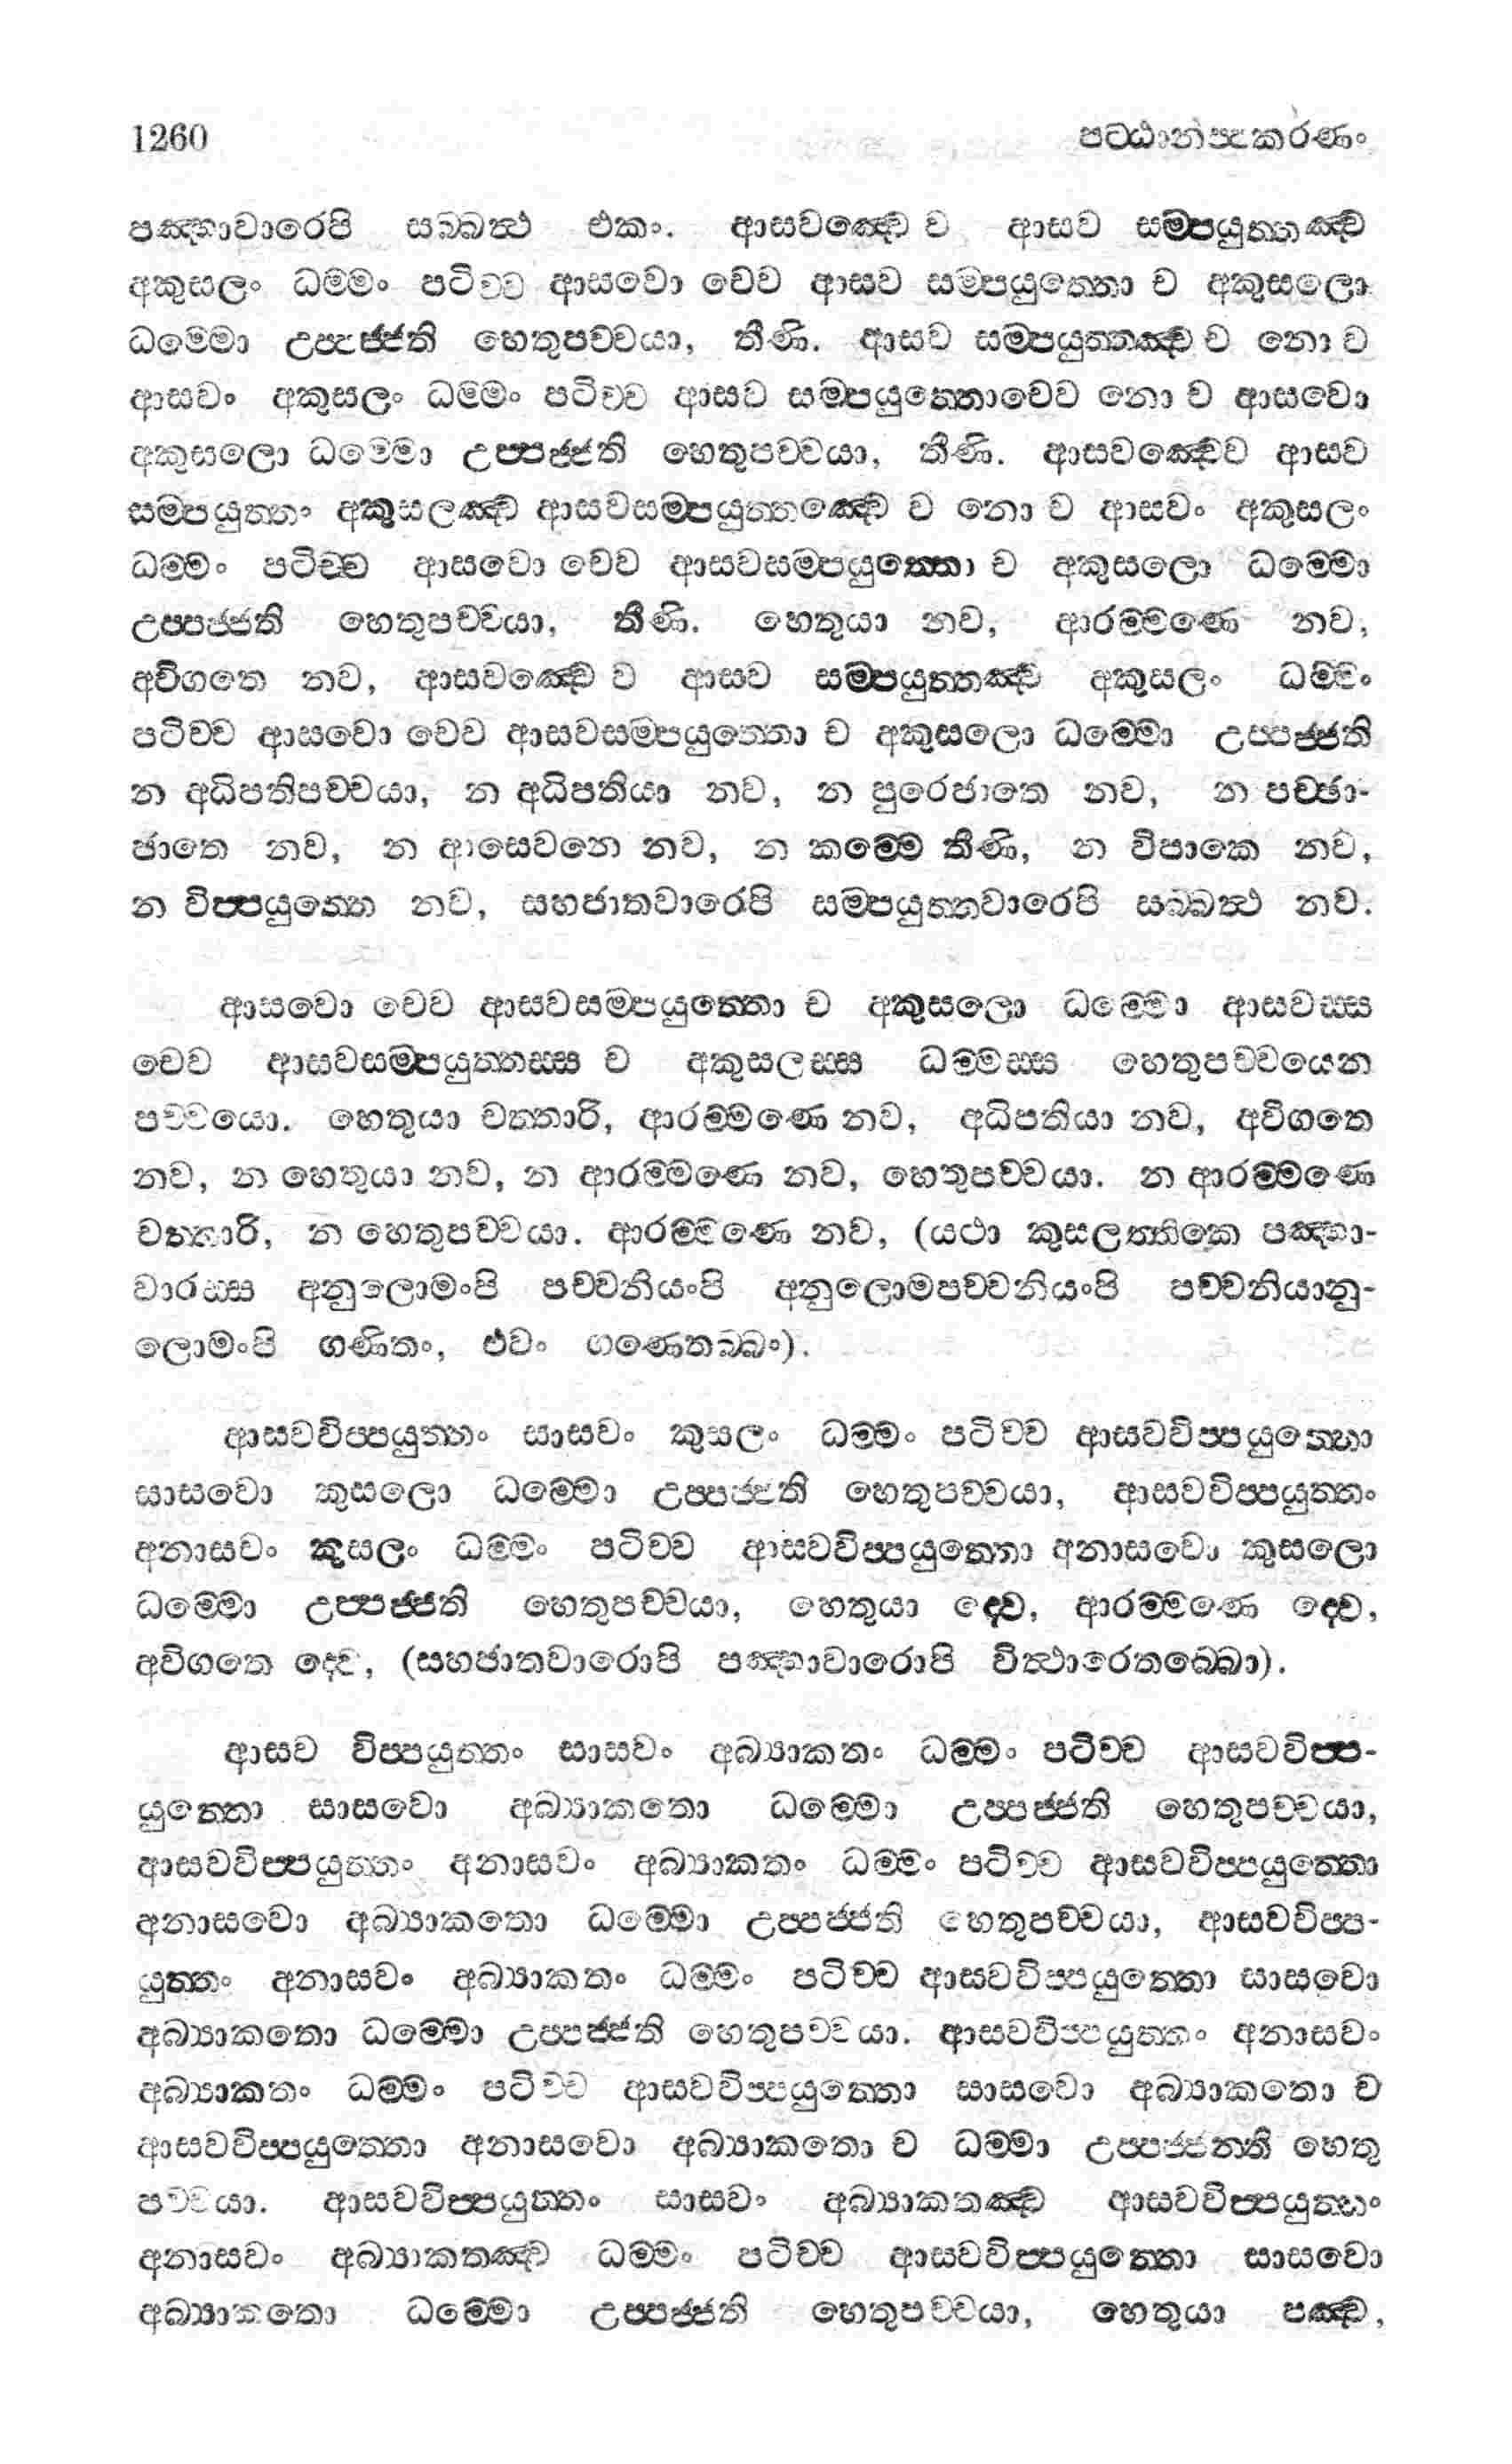 1260 පට්ඨානප්පකරණං
පඤ්හාවාරෙපි සබ්බත්ථ එකං. ආසවඤ්චෙ ව ආසව සම්පයුත්තඤ්ච
අකුසලං ධම්මං පටිච්ච ආසවො චෙව ආසව සම්පයුත්තො ච අකුසලො
ධම්මො උප්පජ්ජති හෙතුපච්චයා, තීණි. ආසව සම්පයුත්තඤ්ච ච නො ච
ආසවං අකුසලං ධම්මං පටිච්ච ආසව සම්පයුත්තොචෙව නො ච ආසවො
අකුසලො ධම්මො උප්පජ්ජති හෙතුපච්චයා, තීණි. ආසවඤ්චෙව ආසව
සම්පයුත්තං අකුසලඤ්ච ආසවසම්පයුත්තඤ්චෙ ව නො ච ආසවං අකුසලං
ධම්මං පටිච්ච ආසවො චෙව ආසවසම්පයුත්තො ච අකුසලො ධම්මො
උප්පජ්ජති හෙතුපච්චයා, තීණි. හෙතුයා නව, ආරම්මණෙ නව,
අවිගතෙ නව, ආසවඤ්චෙ ව ආසව සම්පයුත්තඤ්ච අකුසලං ධම්මං
පටිච්ච ආසවො චෙව ආසවසම්පයුත්තො ච අකුසලො ධම්මො උප්පජ්ජති
න අධිපතිපච්චයා, න අධිපතියා නව, න පුරෙජාතෙ නව, න පච්ඡා-
ජාතෙ නව, න ආසෙවනෙ නව, න කම්මෙ තීණි, න විපාකෙ නව,
න විප්පයුත්තෙ නව, සහජාතවාරෙපි සම්පයුත්තවාරෙපි සබ්බත්ථ නව.
ආසවො චෙව ආසවසම්පයුත්තො ච අකුසලො ධම්මො ආසවස්ස
චෙව ආසවසම්පයුත්තස්ස ච අකුසලස්ස ධම්මස්ස හෙතුපච්චයෙන
පච්චයො. හෙතුයා චත්තාරි, ආරම්මණෙ නව, අධිපතියා නව, අවිගතෙ
නව, න හෙතුයා නව, න ආරම්මණෙ නව, හෙතුපච්චයා. න ආරම්මණෙ
චත්තාරි, න හෙතුපච්චයා. ආරම්මණෙ නව, (යථා කුසලත්තිකෙ පඤ්හා-
වාරස්ස අනුලොමංපි පච්චනියංපි අනුලොමපච්චනියංපි පච්චනියානු-
ලොමංපි ගණිතං, එවං ගණෙතබ්බං).
ආසවවිප්පයුත්තං සාසවං කුසලං ධම්මං පටිච්ච ආසවවිප්පයුත්තො
සාසවො කුසලො ධම්මො උප්පජ්ජති හෙතුපච්චයා, ආසවවිප්පයුත්තං
අනාසවං කුසලං ධම්මං පටිච්ච ආසවවිප්පයුත්තො අනාසවො කුසලො
ධම්මො උප්පජ්ජති හෙතුපච්චයා, හෙතුයා ද්වෙ, ආරම්මණෙ ද්වෙ,
අවිගතෙ ද්වෙ, (සහජාතවාරොපි පඤ්හාවාරොපි විත්ථාරෙතබ්බො).
ආසව විප්පයුත්තං සාසවං අබ්‍යාකතං ධම්මං පටිච්ච ආසවවිප්ප-
යුත්තො සාසවො අබ්‍යාකතො ධම්මො උප්පජ්ජති හෙතුපච්චයා,
ආසවවිප්පයුත්තං අනාසවං අබ්‍යාකතං ධම්මං පටිච්ච ආසවවිප්පයුත්තො
අනාසවො අබ්‍යාකතො ධම්මො උප්පජ්ජති හෙතුපච්චයා, ආසවවිප්ප-
යුත්තං අනාසවං අබ්‍යාකතං ධම්මං පටිච්ච ආසවවිප්පයුත්තො සාසවො
අබ්‍යාකතො ධම්මො උප්පජ්ජති හෙතුපච්චයා. ආසවවිප්පයුත්තං අනාසවං
අබ්‍යාකතං ධම්මං පටිච්ච ආසවවිප්පයුත්තො සාසවො අබ්‍යාකතො ච
ආසවවිප්පයුත්තො අනාසවො අබ්‍යාකතො ච ධම්මා උප්පජ්ජන්ති හෙතු
පච්චයා. ආසවවිප්පයුත්තං සාසවං අබ්‍යාකතඤ්ච ආසවවිප්පයුත්තං
අනාසවං අබ්‍යාකතඤ්ච ධම්මං පටිච්ච ආසවවිප්පයුත්තො සාසවො
අබ්‍යාකතො ධම්මො උප්පජ්ජති හෙතුපච්චයා, හෙතුයා පඤ්ච,